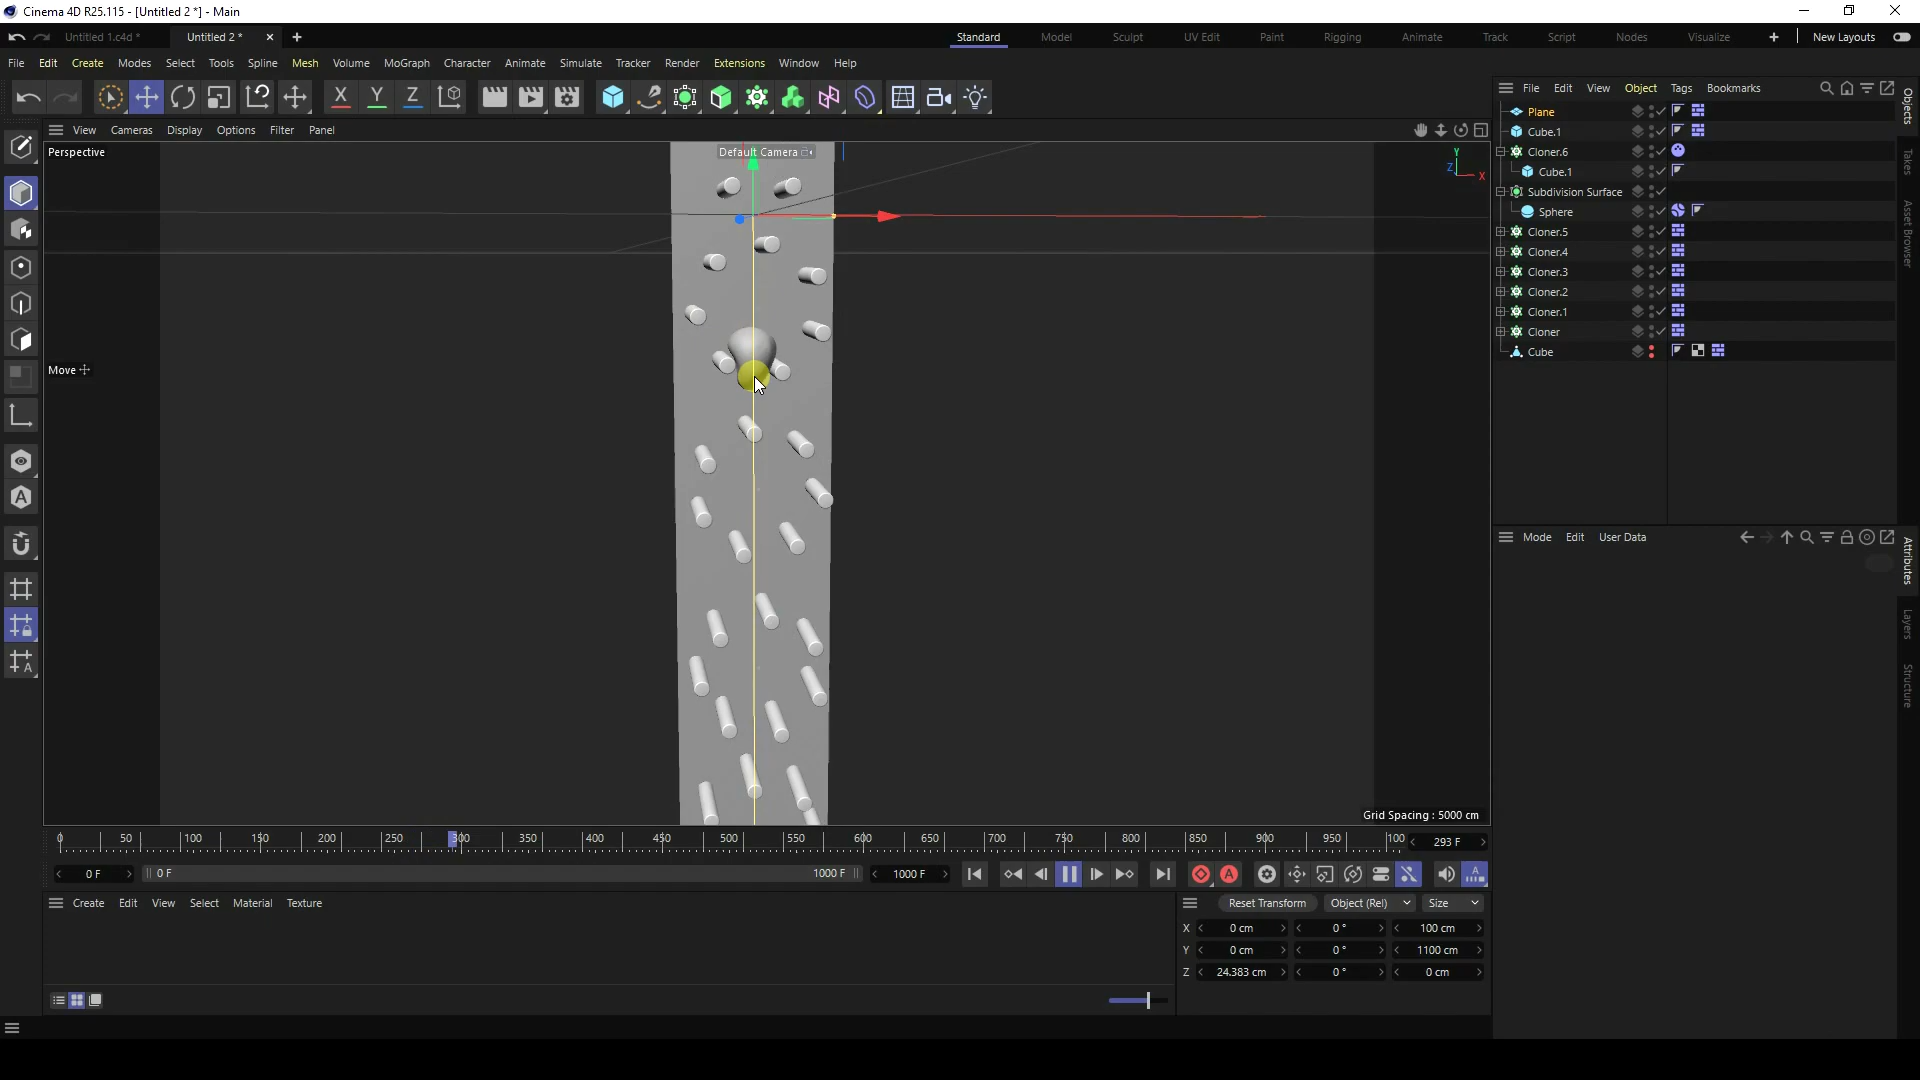 Cinema 4D R25.115 - [Untitled 2 *] - Main
Untitled 1.c4d * Untitled 2 * Standard Model Sculpt UV Edit Paint Rigging Animate Track Script Nodes Visualize New Layouts
File Edit Create Modes Select Tools Spline Mesh Volume MoGraph Character Animate Simulate Tracker Render Extensions Window Help
X Y Z
File Edit View Object Tags Bookmarks
View Cameras Display Options Filter Panel
Perspective
Default Camera
Y
Z
X
Plane
Cube.1
Cloner.6
Cube.1
Subdivision Surface
Sphere
Cloner.5
Cloner.4
Cloner.3
Cloner.2
Cloner.1
Cloner
Cube
Objects
Takes
Asset Browser
Move
Mode Edit User Data
Attributes
Layers
Structure
Grid Spacing : 5000 cm
0 50 100 150 200 250 300 350 400 450 500 550 600 650 700 750 800 850 900 950 100 293 F
0 F 0 F 1000 F 1000 F
Create Edit View Select Material Texture
Reset Transform Object (Rel) Size
X 0 cm 0 ° 100 cm
Y 0 cm 0 ° 1100 cm
Z 24.383 cm 0 ° 0 cm